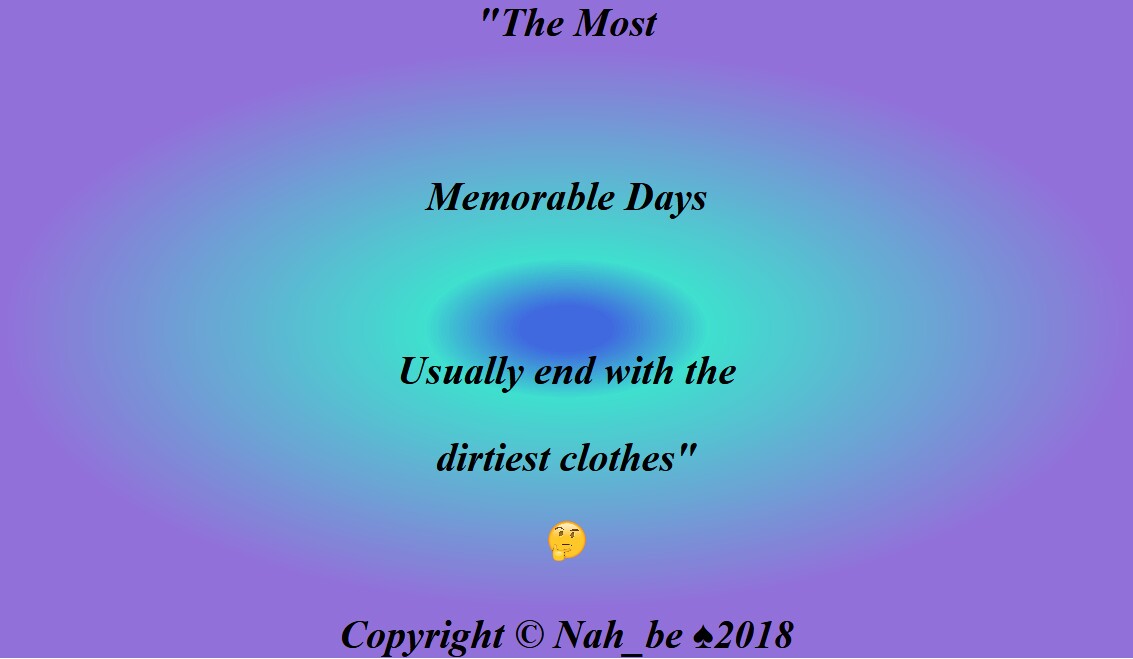 "The Most
Memorable Days
Usually end with the
dirtiest clothes"
🤔
Copyright © Nah_be ♠2018